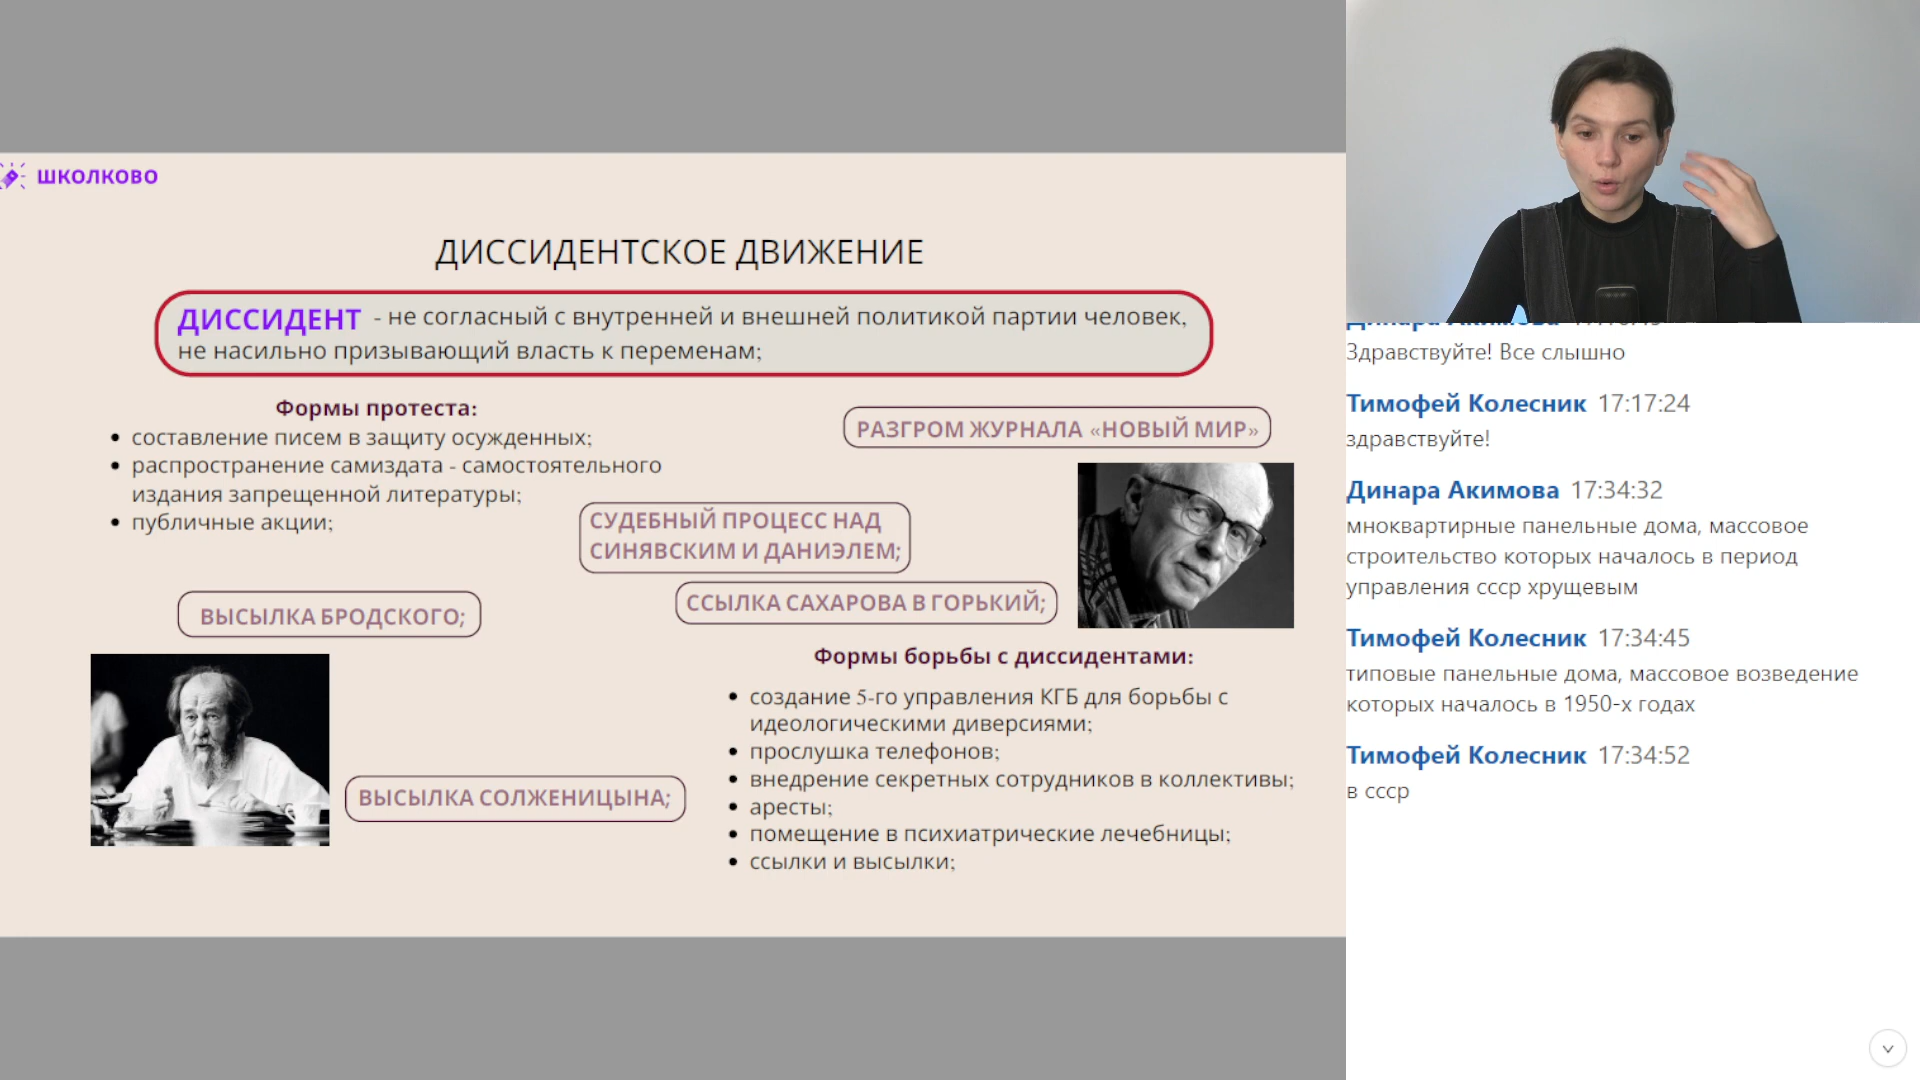 ШКОЛКОВО
ДИССИДЕНТСКОЕ ДВИЖЕНИЕ
ДИССИДЕНТ - не согласный с внутренней и внешней политикой партии человек,
не насильно призывающий власть к переменам;
Формы протеста:
• составление писем в защиту осужденных;
• распространение самиздата - самостоятельного
издания запрещенной литературы;
• публичные акции;
РАЗГРОМ ЖУРНАЛА «НОВЫЙ МИР»
СУДЕБНЫЙ ПРОЦЕСС НАД
СИНЯВСКИМ И ДАНИЭЛЕМ;
ССЫЛКА САХАРОВА В ГОРЬКИЙ;
ВЫСЫЛКА БРОДСКОГО;
ВЫСЫЛКА СОЛЖЕНИЦЫНА;
Формы борьбы с диссидентами:
• создание 5-го управления КГБ для борьбы с
идеологическими диверсиями;
• прослушка телефонов;
• внедрение секретных сотрудников в коллективы;
• аресты;
• помещение в психиатрические лечебницы;
• ссылки и высылки;
Здравствуйте! Все слышно
Тимофей Колесник 17:17:24
здравствуйте!
Динара Акимова 17:34:32
мноквартирные панельные дома, массовое
строительство которых началось в период
управления ссср хрущевым
Тимофей Колесник 17:34:45
типовые панельные дома, массовое возведение
которых началось в 1950-х годах
Тимофей Колесник 17:34:52
в ссср